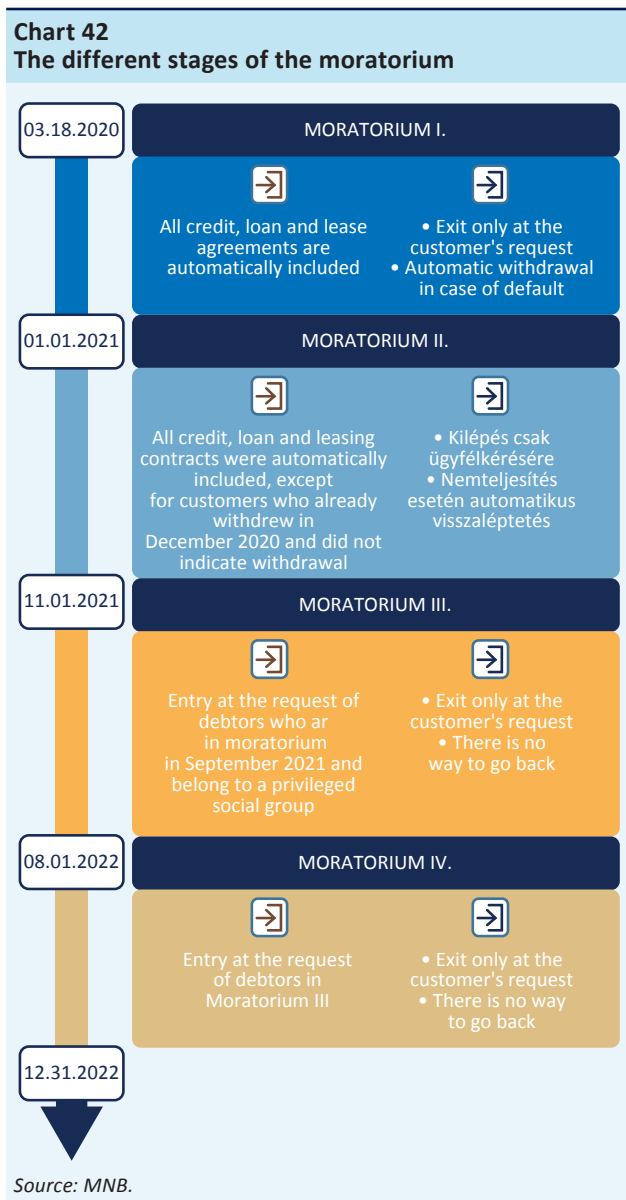 Chart 42
The different stages of the moratorium
03.18.2020
MORATORIUM I.
All credit, loan and lease
agreements are
automatically included
• Exit only at the
customer's request
• Automatic withdrawal
in case of default
01.01.2021
MORATORIUM II.
All credit, loan and leasing
contracts were automatically
included, except
for customers who already
withdrew in
December 2020 and did not
indicate withdrawal
• Kilépés csak
ügyfélkérésére
• Nemteljesítés
esetén automatikus
visszaléptetés
11.01.2021
MORATORIUM III.
Entry at the request of
debtors who ar
in moratorium
in September 2021 and
belong to a privileged
social group
• Exit only at the
customer's request
• There is no
way to go back
08.01.2022
MORATORIUM IV.
Entry at the request
of debtors in
Moratorium III
• Exit only at the
customer's request
• There is no way
to go back
12.31.2022
Source: MNB.